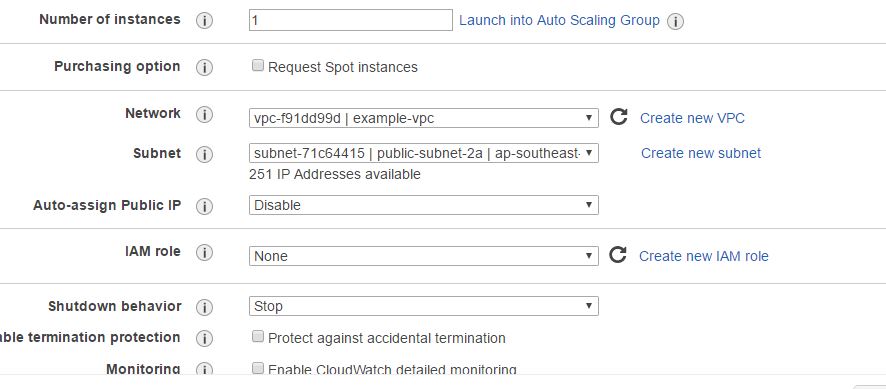 Number of instances i 1 Launch into Auto Scaling Group i
Purchasing option i Request Spot instances
Network i vpc-f91dd99d | example-vpc Create new VPC
Subnet i subnet-71c64415 | public-subnet-2a | ap-southeast- Create new subnet
251 IP Addresses available
Auto-assign Public IP i Disable
IAM role i None Create new IAM role
Shutdown behavior i Stop
ble termination protection i Protect against accidental termination
Monitoring i Enable CloudWatch detailed monitoring